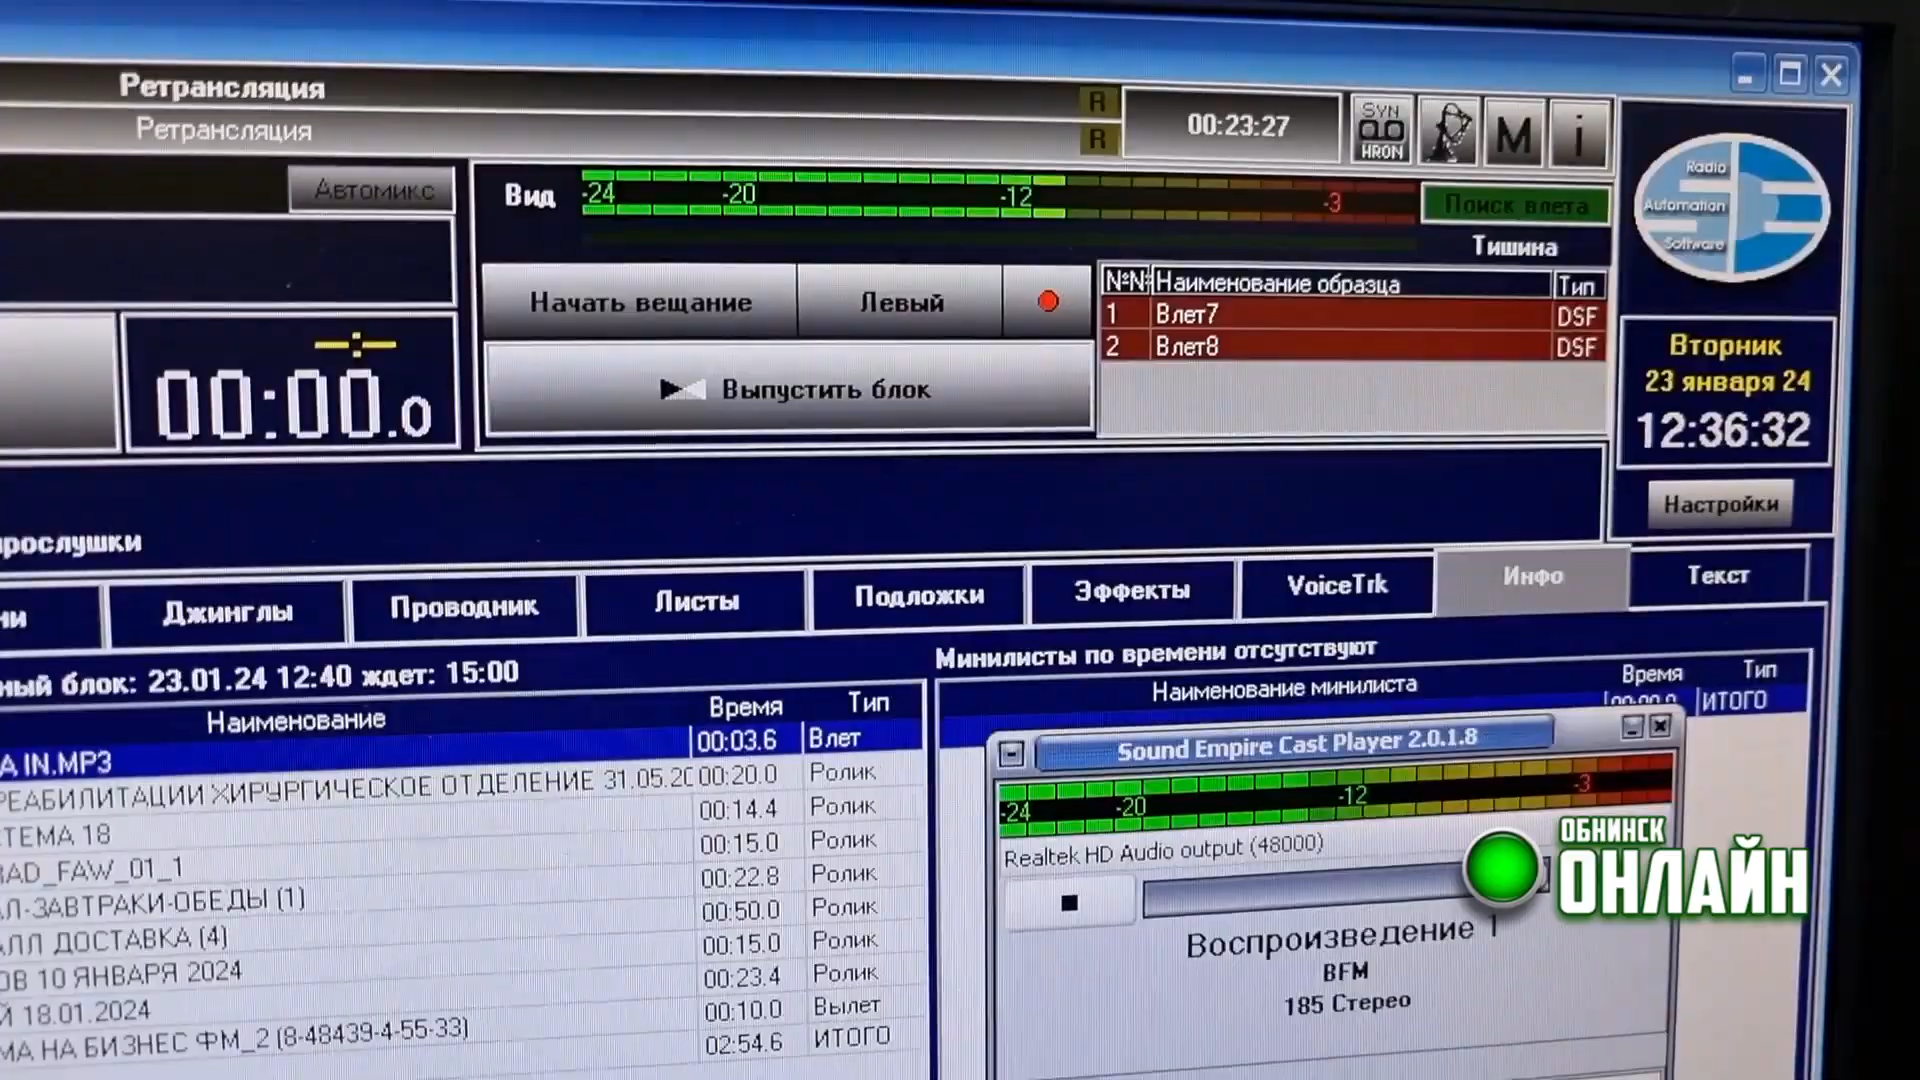 Ретрансляция
R
00:23:27
SYN
HRON
M
i
Ретрансляция
R
Radio
Automation
Software
Автомикс
Вид
-24
-20
-12
-3
Поиск влета
Тишина
Начать вещание
Левый
Наименование образца
Тип
1
Влет7
DSF
2
Влет8
DSF
00:00.0
Выпустить блок
Вторник
23 января 24
12:36:32
Настройки
рослушки
ни
Джинглы
Проводник
Листы
Подложки
Эффекты
VoiceTrk
Инфо
Текст
ный блок: 23.01.24 12:40 ждет: 15:00
Минилисты по времени отсутствуют
Наименование
Время
Тип
Наименование минилиста
Время
Тип
ИТОГО
A IN.MP3
00:03.6
Влет
РЕАБИЛИТАЦИИ ХИРУРГИЧЕСКОЕ ОТДЕЛЕНИЕ 31.05.20
00:20.0
Ролик
ТЕМА 18
00:14.4
Ролик
RAD_FAW_01_1
00:15.0
Ролик
Л-ЗАВТРАКИ-ОБЕДЫ (1)
00:22.8
Ролик
ЛЛ ДОСТАВКА (4)
00:50.0
Ролик
ОВ 10 ЯНВАРЯ 2024
00:15.0
Ролик
Й 18.01.2024
00:23.4
Ролик
МА НА БИЗНЕС ФМ_2 (8-48439-4-55-33)
00:10.0
Вылет
02:54.6
ИТОГО
Sound Empire Cast Player 2.0.1.8
-24
-20
-12
-3
Realtek HD Audio output (48000)
Воспроизведение 1
BFM
185 Стерео
ОБНИНСК
ОНЛАЙН